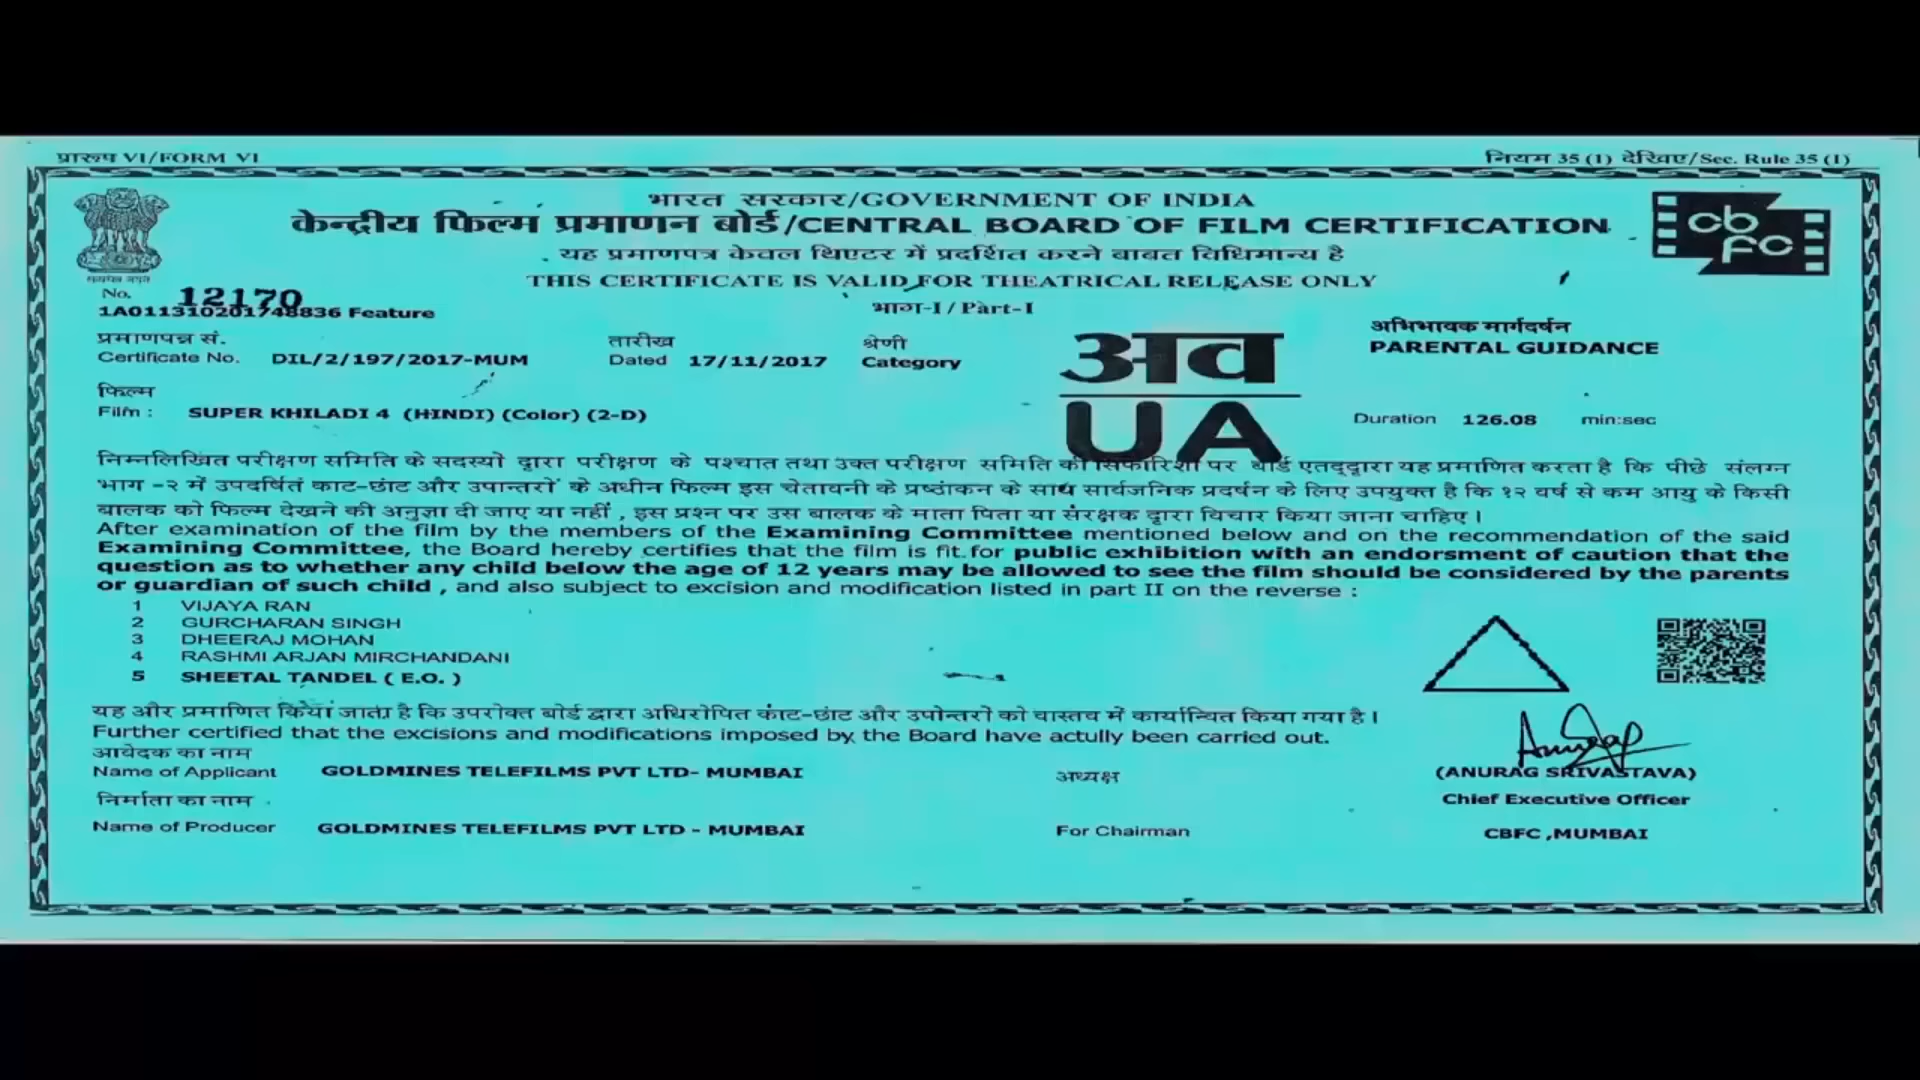 प्रारूप VI/FORM VI
नियम 35 (1) देखिए/Sec. Rule 35 (1)
भारत सरकार/GOVERNMENT OF INDIA
केन्द्रीय फिल्म प्रमाणन बोर्ड/CENTRAL BOARD OF FILM CERTIFICATION
cb
fc
यह प्रमाणपत्र केवल थिएटर में प्रदर्शित करने बाबत विधिमान्य है
THIS CERTIFICATE IS VALID FOR THEATRICAL RELEASE ONLY
No. 12170
1A011310201748836 Feature
भाग-I / Part-I
प्रमाणपत्र सं. तारीख श्रेणी अव अभिभावक मार्गदर्शन
PARENTAL GUIDANCE
Certificate No. DIL/2/197/2017-MUM Dated 17/11/2017 Category
फिल्म
Film : SUPER KHILADI 4 (HINDI) (Color) (2-D) UA Duration 126.08 min:sec
निम्नलिखित परीक्षण समिति के सदस्यों द्वारा परीक्षण के पश्चात तथा उक्त परीक्षण समिति की सिफारिशों पर बोर्ड एतद्द्वारा यह प्रमाणित करता है कि पीछे संलग्न
भाग -२ में उपदर्षित काट-छांट और उपान्तरों के अधीन फिल्म इस चेतावनी के प्रष्ठांकन के साथ सार्वजनिक प्रदर्षन के लिए उपयुक्त है कि १२ वर्ष से कम आयु के किसी
बालक को फिल्म देखने की अनुज्ञा दी जाए या नहीं , इस प्रश्न पर उस बालक के माता पिता या संरक्षक द्वारा विचार किया जाना चाहिए ।
After examination of the film by the members of the Examining Committee mentioned below and on the recommendation of the said
Examining Committee, the Board hereby certifies that the film is fit for public exhibition with an endorsment of caution that the
question as to whether any child below the age of 12 years may be allowed to see the film should be considered by the parents
or guardian of such child , and also subject to excision and modification listed in part II on the reverse :
1 VIJAYA RAN
2 GURCHARAN SINGH
3 DHEERAJ MOHAN
4 RASHMI ARJAN MIRCHANDANI
5 SHEETAL TANDEL ( E.O. )
यह और प्रमाणित किया जाता है कि उपरोक्त बोर्ड द्वारा अधिरोपित काट-छांट और उपोन्तरों को वास्तव में कार्यान्वित किया गया है ।
Further certified that the excisions and modifications imposed by the Board have actully been carried out.
आवेदक का नाम
Name of Applicant GOLDMINES TELEFILMS PVT LTD- MUMBAI अध्यक्ष (ANURAG SRIVASTAVA)
निर्माता का नाम Chief Executive Officer
Name of Producer GOLDMINES TELEFILMS PVT LTD - MUMBAI For Chairman CBFC ,MUMBAI